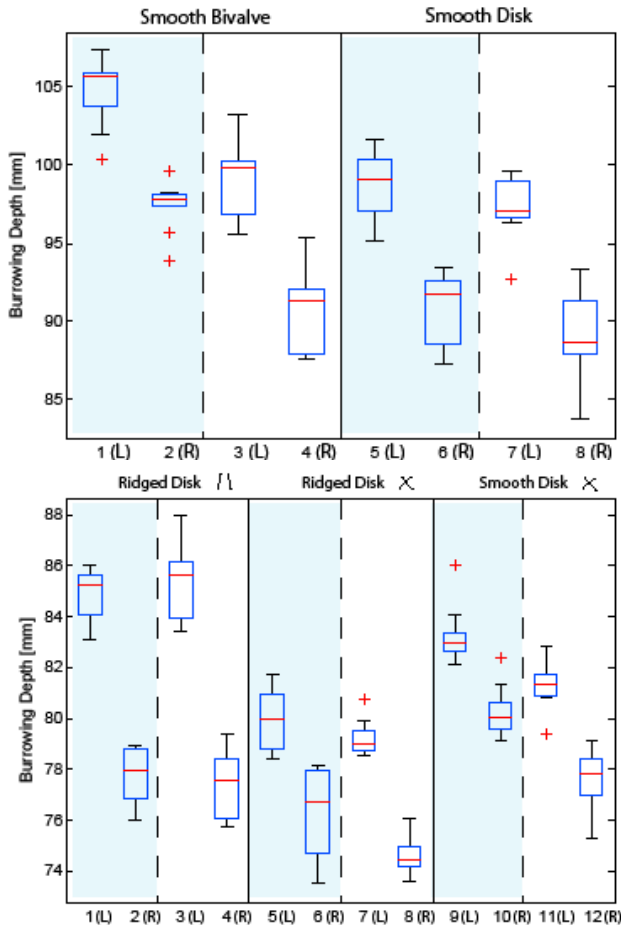 Smooth Bivalve Smooth Disk
Burrowing Depth [mm]
105
100
95
90
85
1 (L) 2 (R) 3 (L) 4 (R) 5 (L) 6 (R) 7 (L) 8 (R)
Ridged Disk Ridged Disk Smooth Disk
Burrowing Depth [mm]
88
86
84
82
80
78
76
74
1(L) 2(R) 3 (L) 4(R) 5(L) 6(R) 7(L) 8(R) 9(L) 10(R) 11(L) 12(R)